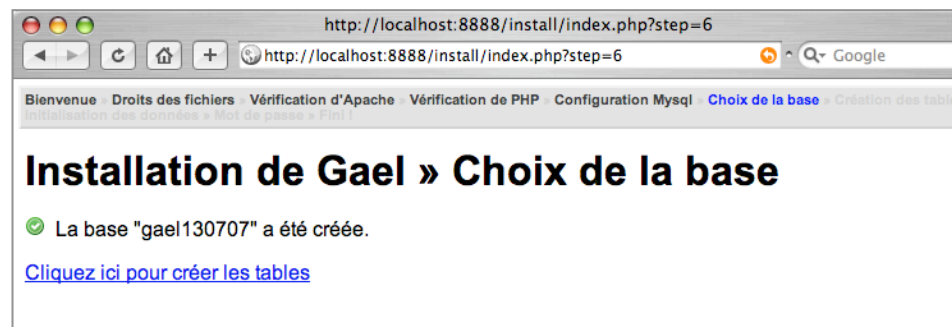 http://localhost:8888/install/index.php?step=6
http://localhost:8888/install/index.php?step=6
Google
Bienvenue » Droits des fichiers » Vérification d'Apache » Vérification de PHP » Configuration Mysql » Choix de la base » Création des tabl
Initialisation des données » Mot de passe » Fini !
Installation de Gael » Choix de la base
La base "gael130707" a été créée.
Cliquez ici pour créer les tables